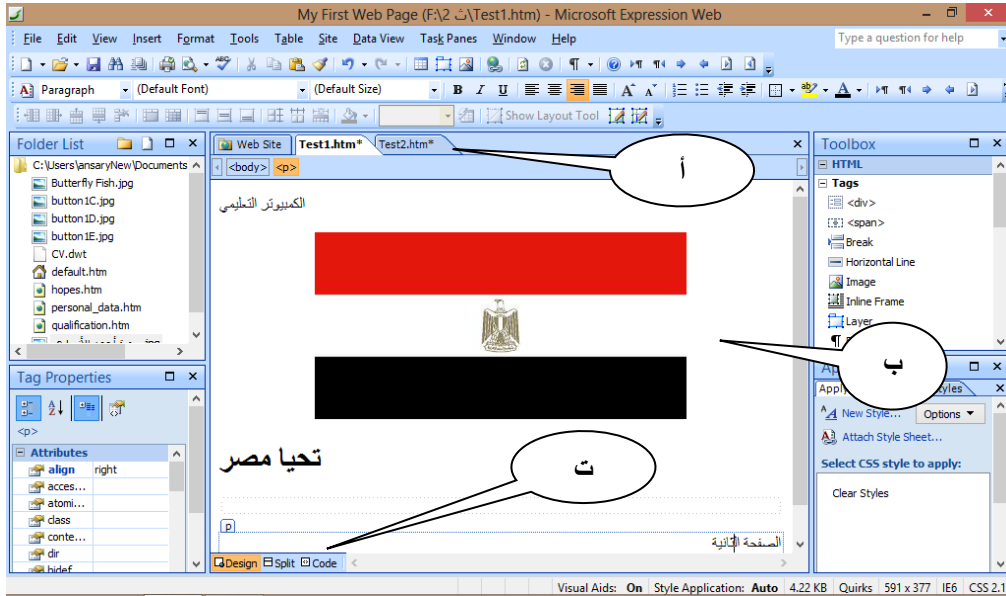 My First Web Page (F:\2 ث\Test1.htm) - Microsoft Expression Web
File Edit View Insert Format Tools Table Site Data View Task Panes Window Help
Type a question for help
Paragraph (Default Font) (Default Size) B I U
Show Layout Tool
Folder List
C:\Users\ansaryNew\Documents
Butterfly Fish.jpg
button1C.jpg
button1D.jpg
button1E.jpg
CV.dwt
default.htm
hopes.htm
personal_data.htm
qualification.htm
Tag Properties
<p>
Attributes
align right
acces...
atomi...
class
conte...
dir
hidef
Web Site Test1.htm* Test2.htm*
<body> <p>
أ
الكمبيوتر التعليمي
ب
تحيا مصر
ت
p
الصفحة الثانية
Design Split Code
Toolbox
HTML
Tags
<div>
<span>
Break
Horizontal Line
Image
Inline Frame
Layer
New Style... Options
Attach Style Sheet...
Select CSS style to apply:
Clear Styles
Visual Aids: On Style Application: Auto 4.22 KB Quirks 591 x 377 IE6 CSS 2.1